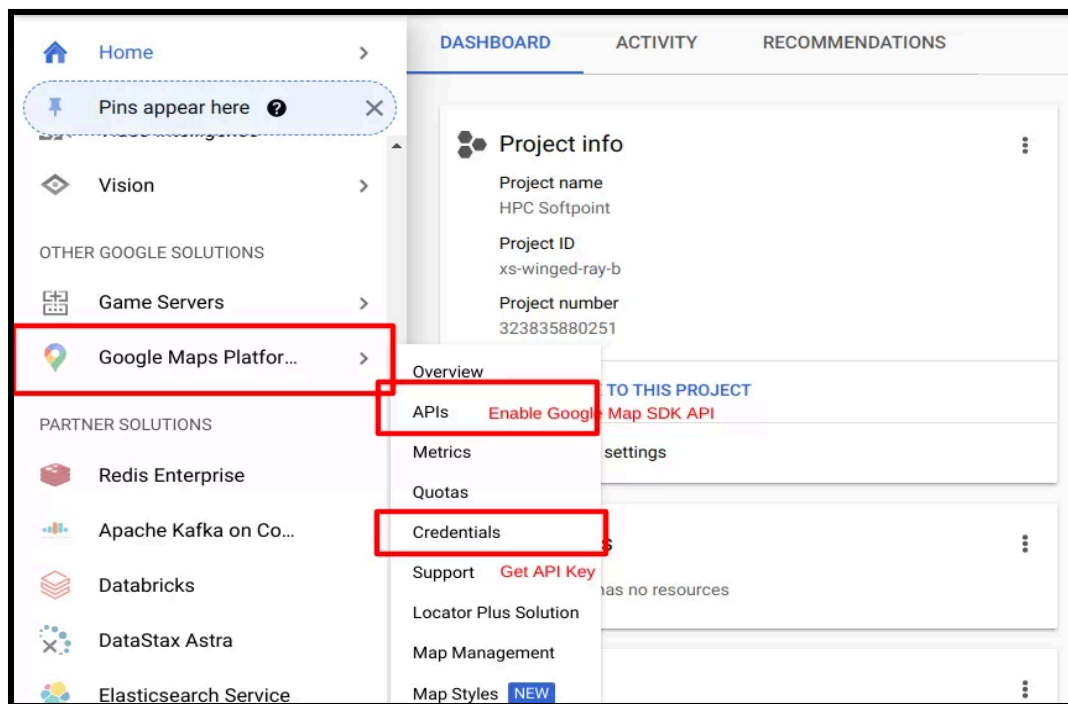 Home
Pins appear here
Vision
OTHER GOOGLE SOLUTIONS
Game Servers
Google Maps Platfor...
PARTNER SOLUTIONS
Redis Enterprise
Apache Kafka on Co...
Databricks
DataStax Astra
Elasticsearch Service
Overview
APIs
Enable Google Map SDK API
Metrics
Quotas
Credentials
Support
Get API Key
Locator Plus Solution
Map Management
Map Styles NEW
DASHBOARD ACTIVITY RECOMMENDATIONS
Project info
Project name
HPC Softpoint
Project ID
xs-winged-ray-b
Project number
323835880251
TO THIS PROJECT
settings
has no resources